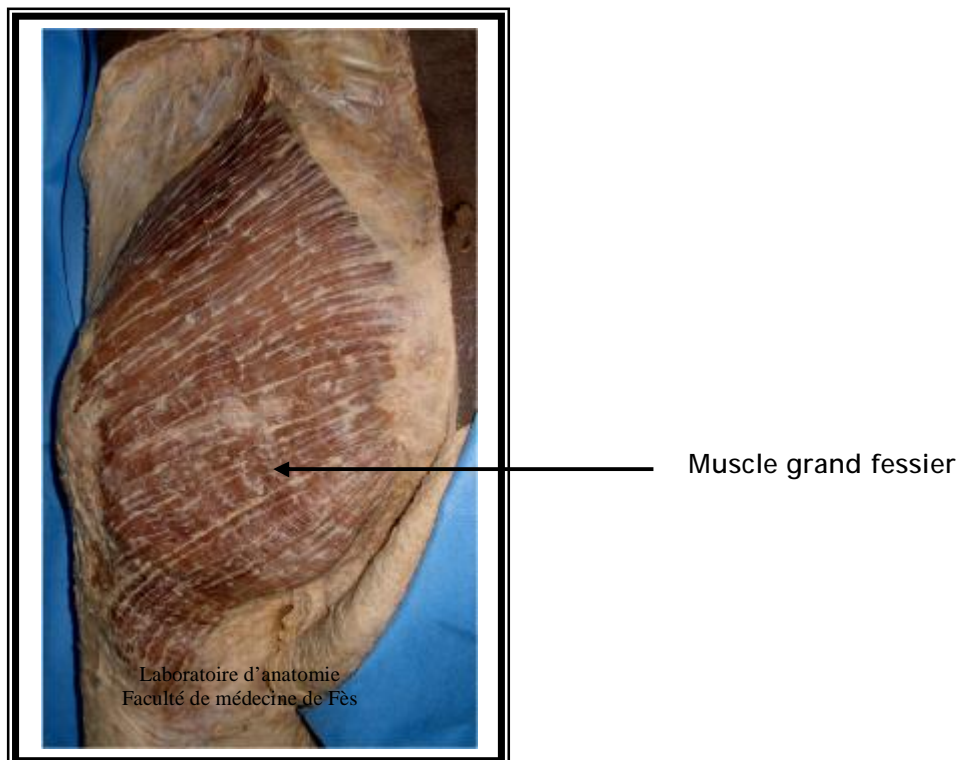 Muscle grand fessier
Laboratoire d'anatomie
Faculté de médecine de Fès